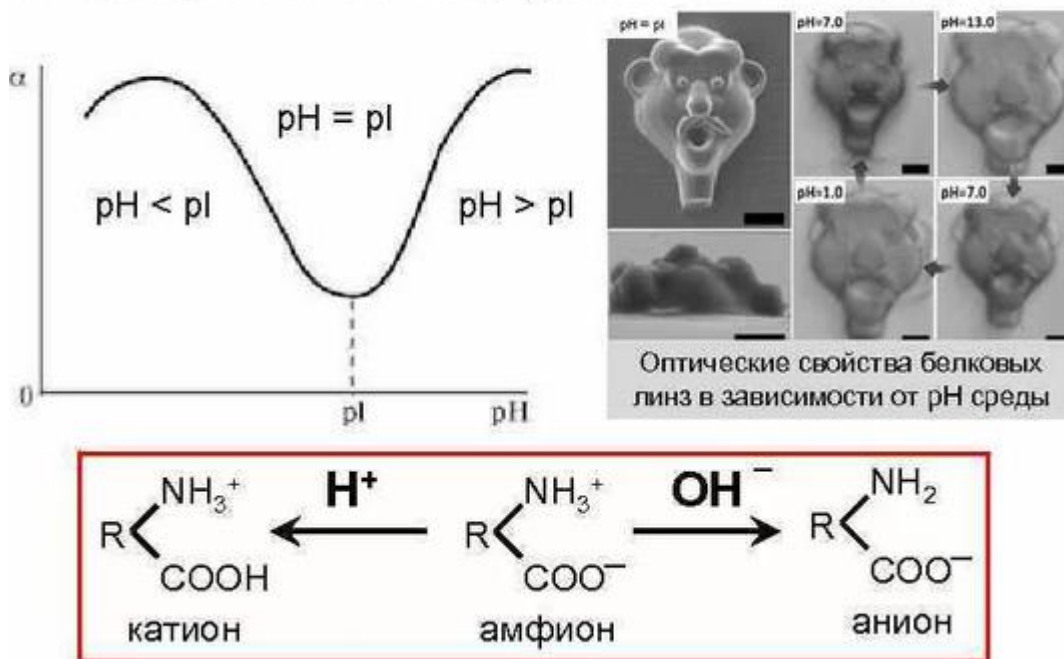 α
pH = pI
pH < pI
pH > pI
0
pI
pH
pH = pI
pH=7.0
pH=13.0
pH=1.0
pH=7.0
Оптические свойства белковых
линз в зависимости от pH среды
NH₃⁺
H⁺
NH₃⁺
OH⁻
NH₂
R
R
R
COOH
COO⁻
COO⁻
катион
амфион
анион